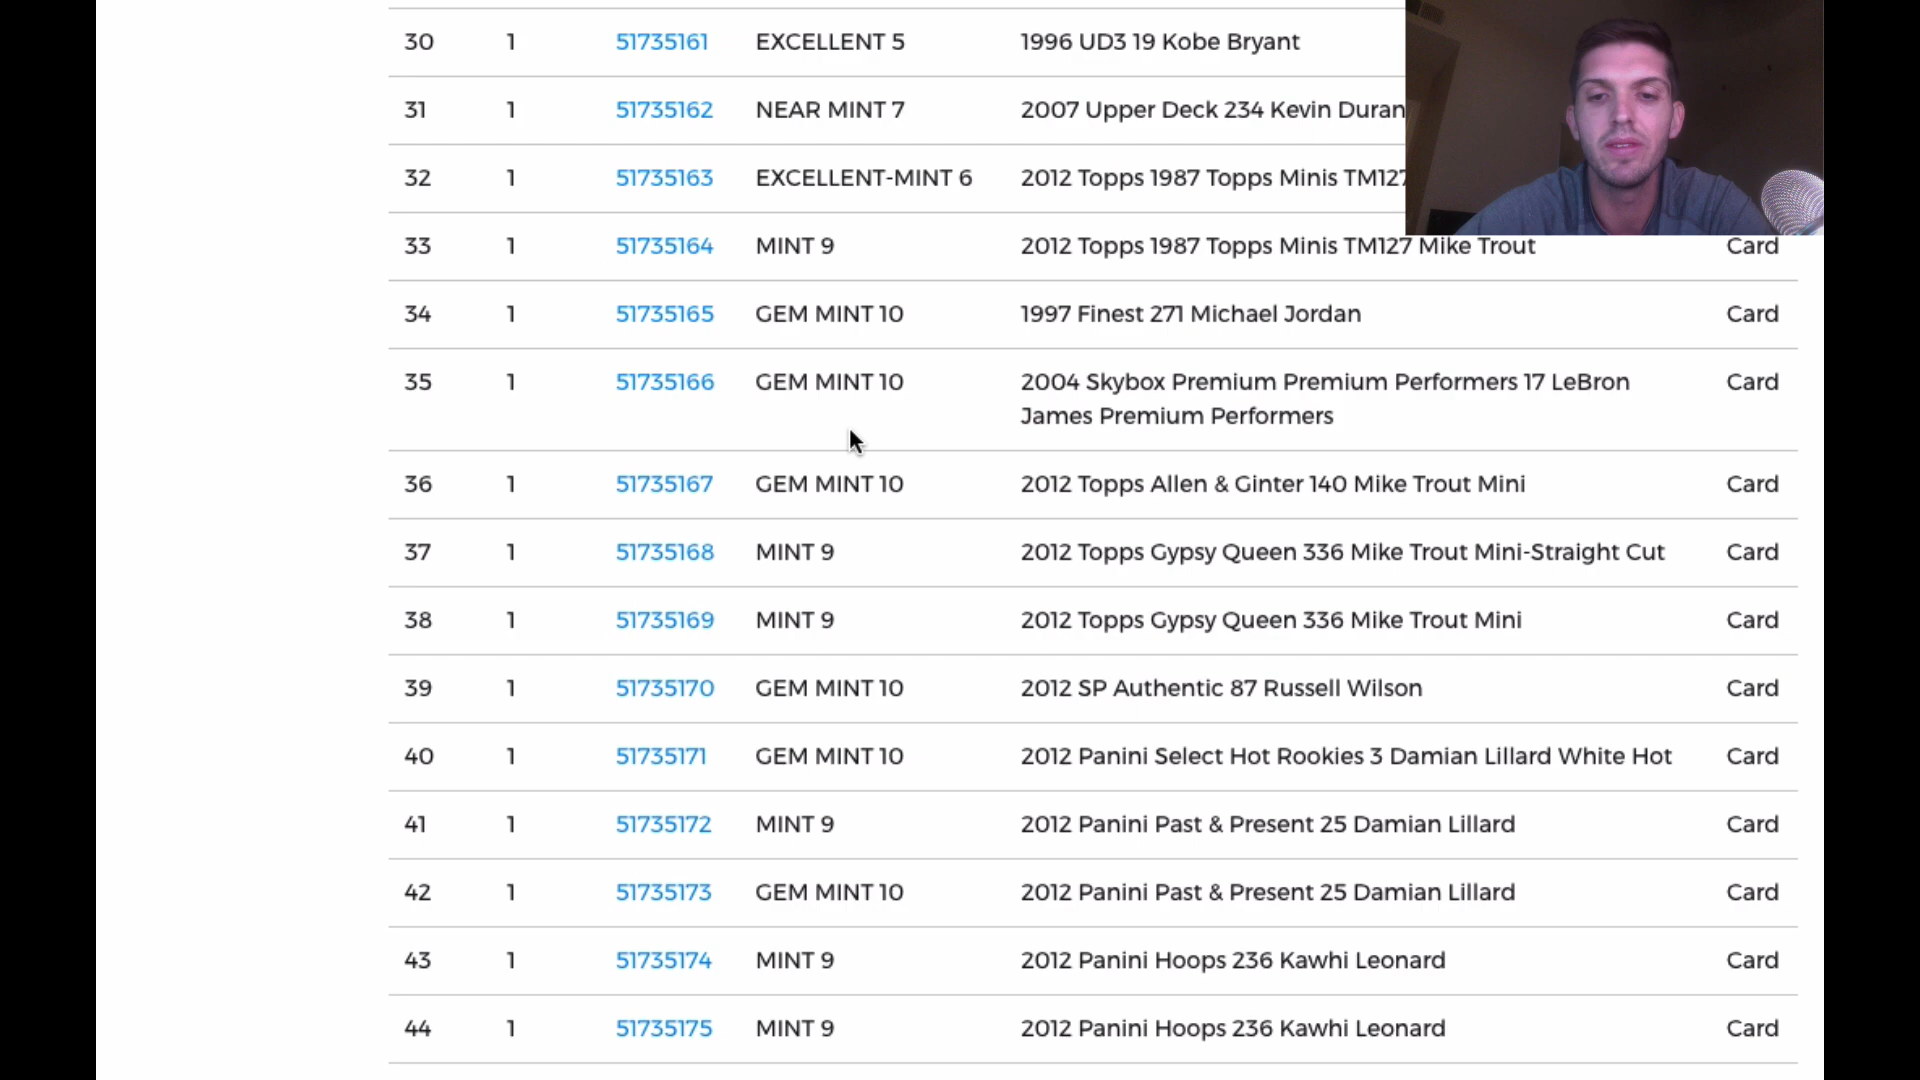 30 1 51735161 EXCELLENT 5 1996 UD3 19 Kobe Bryant
31 1 51735162 NEAR MINT 7 2007 Upper Deck 234 Kevin Duran
32 1 51735163 EXCELLENT-MINT 6 2012 Topps 1987 Topps Minis TM127
33 1 51735164 MINT 9 2012 Topps 1987 Topps Minis TM127 Mike Trout Card
34 1 51735165 GEM MINT 10 1997 Finest 271 Michael Jordan Card
35 1 51735166 GEM MINT 10 2004 Skybox Premium Premium Performers 17 LeBron Card
James Premium Performers
36 1 51735167 GEM MINT 10 2012 Topps Allen & Ginter 140 Mike Trout Mini Card
37 1 51735168 MINT 9 2012 Topps Gypsy Queen 336 Mike Trout Mini-Straight Cut Card
38 1 51735169 MINT 9 2012 Topps Gypsy Queen 336 Mike Trout Mini Card
39 1 51735170 GEM MINT 10 2012 SP Authentic 87 Russell Wilson Card
40 1 51735171 GEM MINT 10 2012 Panini Select Hot Rookies 3 Damian Lillard White Hot Card
41 1 51735172 MINT 9 2012 Panini Past & Present 25 Damian Lillard Card
42 1 51735173 GEM MINT 10 2012 Panini Past & Present 25 Damian Lillard Card
43 1 51735174 MINT 9 2012 Panini Hoops 236 Kawhi Leonard Card
44 1 51735175 MINT 9 2012 Panini Hoops 236 Kawhi Leonard Card